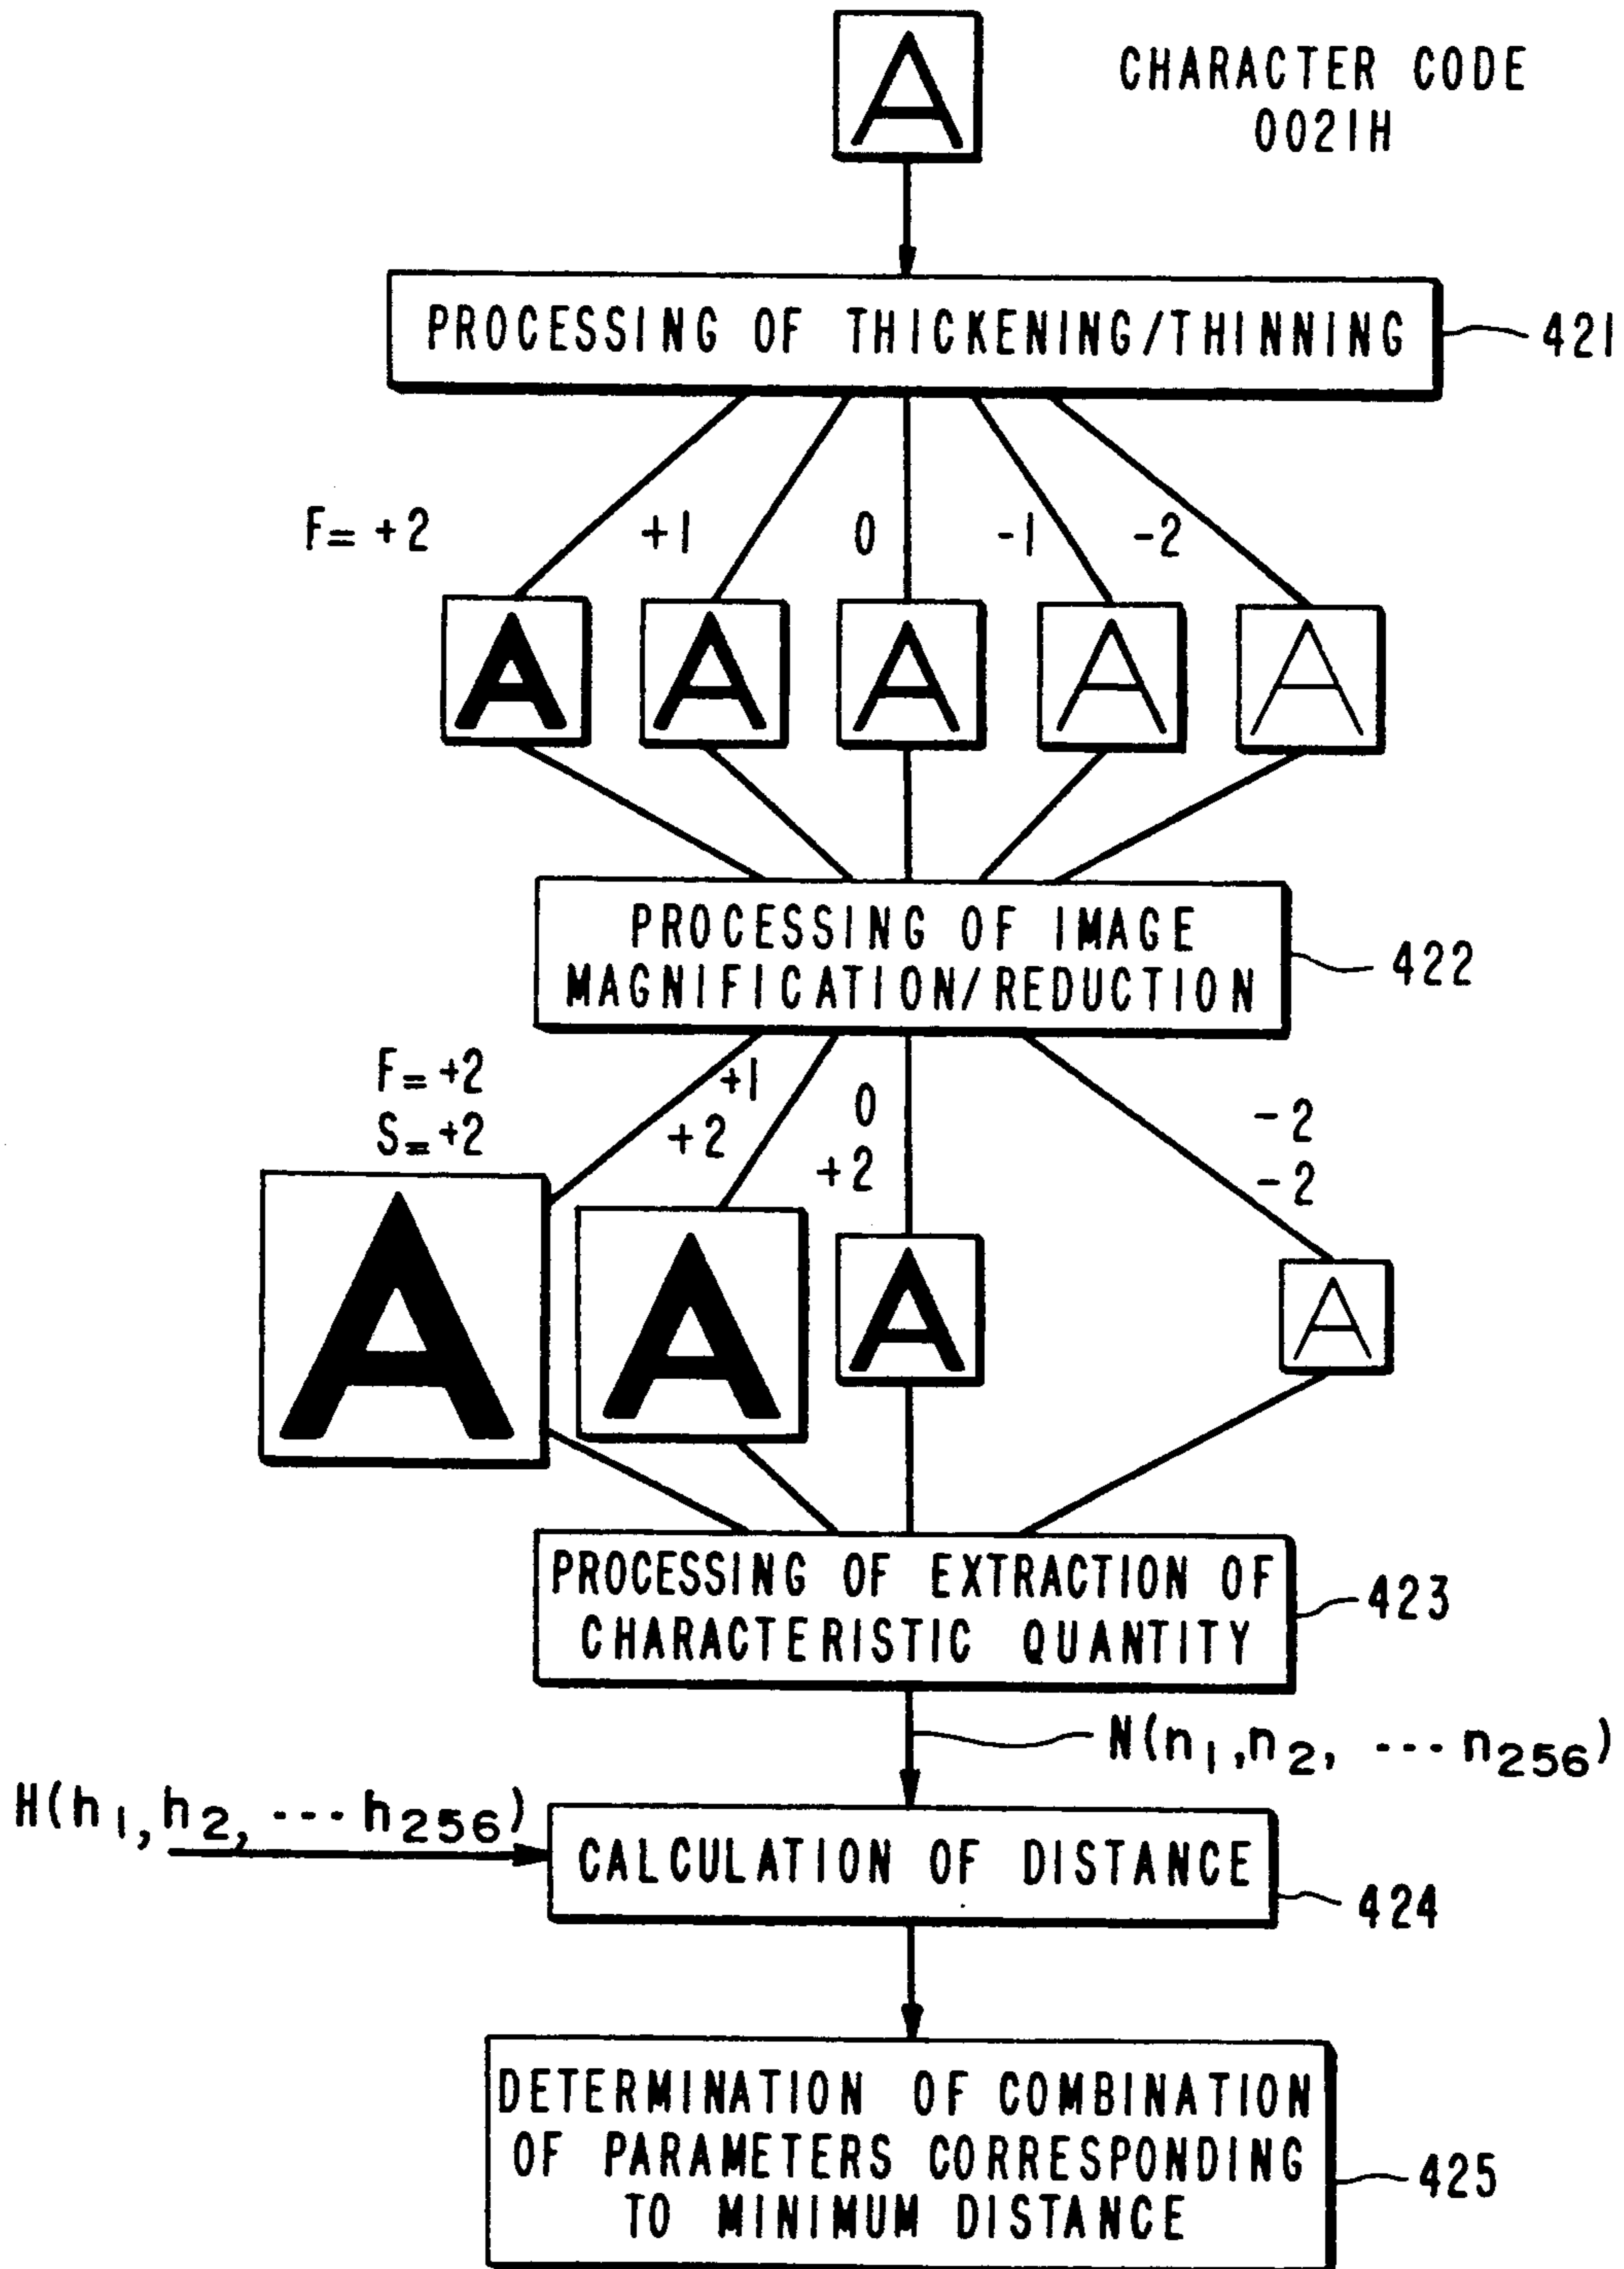 A
CHARACTER CODE
0021H
PROCESSING OF THICKENING/THINNING
421
F= +2
+1
0
-1
-2
A
A
A
A
A
PROCESSING OF IMAGE
MAGNIFICATION/REDUCTION
422
F= +2
S= +2
+1
+2
0
+2
-2
-2
A
A
A
A
PROCESSING OF EXTRACTION OF
CHARACTERISTIC QUANTITY
423
N(n1,n2, --- n256)
H(h1,h2, --- h256)
CALCULATION OF DISTANCE
424
DETERMINATION OF COMBINATION
OF PARAMETERS CORRESPONDING
TO MINIMUM DISTANCE
425